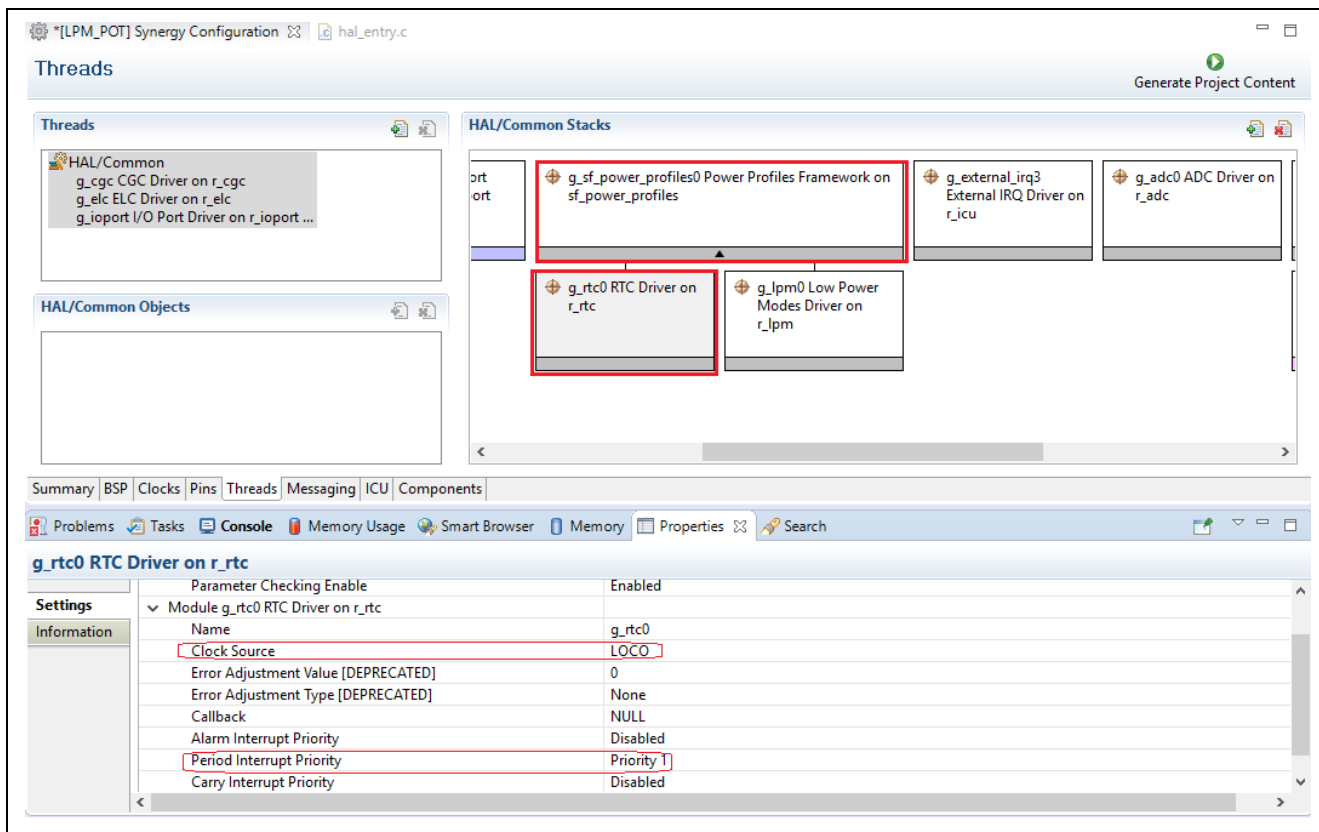 *[LPM_POT] Synergy Configuration hal_entry.c
Threads
Generate Project Content
Threads
HAL/Common
g_cgc CGC Driver on r_cgc
g_elc ELC Driver on r_elc
g_ioport I/O Port Driver on r_ioport ...
HAL/Common Objects
HAL/Common Stacks
ort
ort
g_sf_power_profiles0 Power Profiles Framework on
sf_power_profiles
g_external_irq3
External IRQ Driver on
r_icu
g_adc0 ADC Driver on
r_adc
g_rtc0 RTC Driver on
r_rtc
g_lpm0 Low Power
Modes Driver on
r_lpm
Summary BSP Clocks Pins Threads Messaging ICU Components
Problems Tasks Console Memory Usage Smart Browser Memory Properties Search
g_rtc0 RTC Driver on r_rtc
Settings
Information
Parameter Checking Enable Enabled
Module g_rtc0 RTC Driver on r_rtc
Name g_rtc0
Clock Source LOCO
Error Adjustment Value [DEPRECATED] 0
Error Adjustment Type [DEPRECATED] None
Callback NULL
Alarm Interrupt Priority Disabled
Period Interrupt Priority Priority 1
Carry Interrupt Priority Disabled